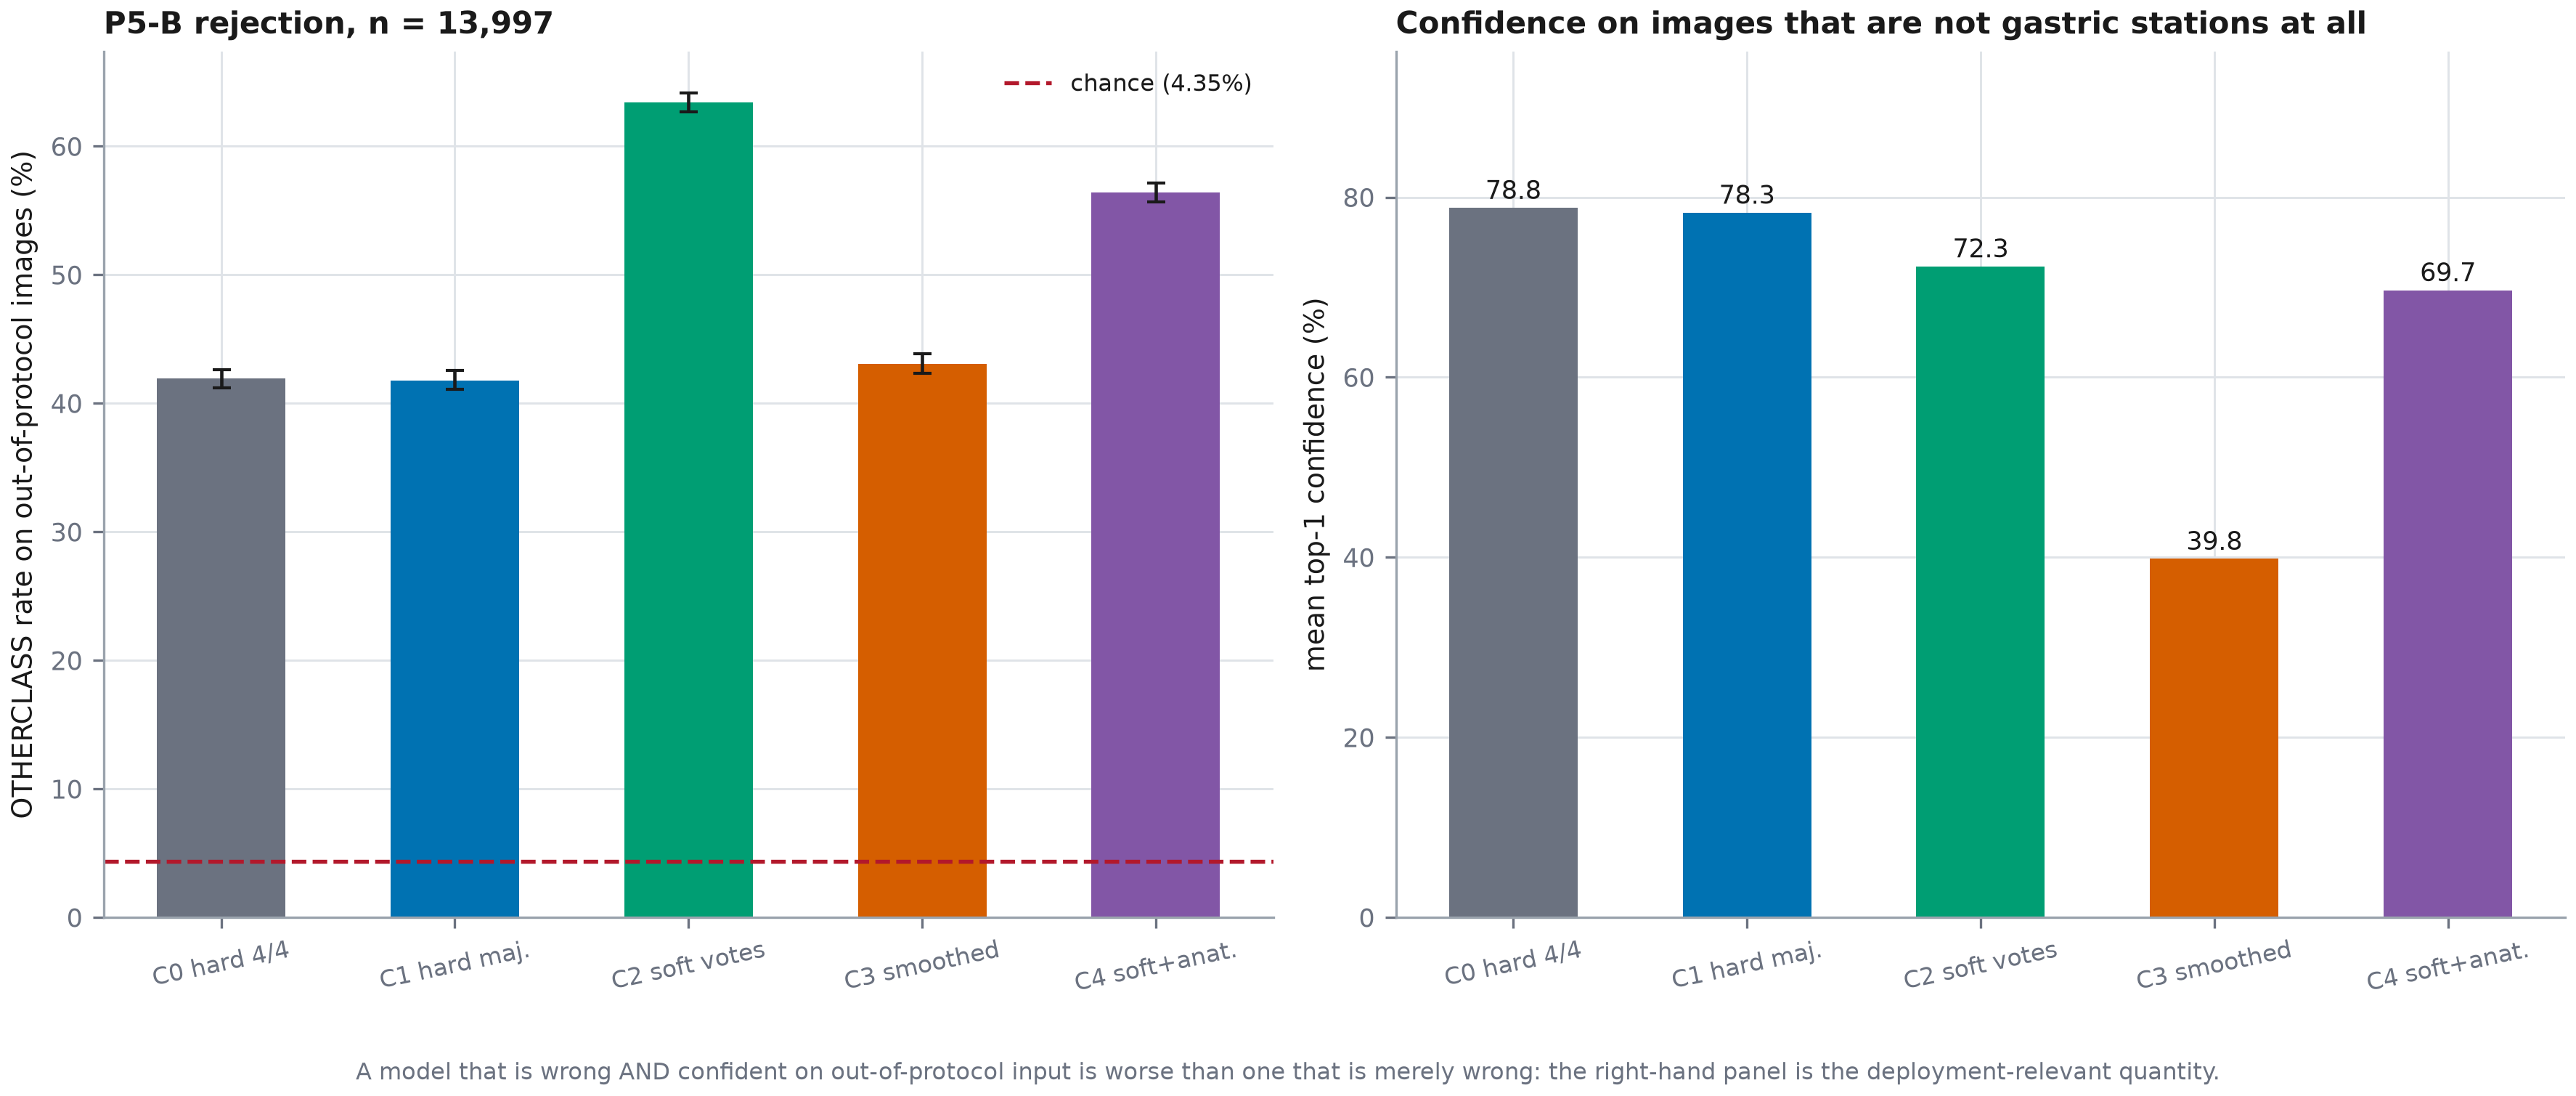 P5-B rejection, n = 13,997
OTHERCLASS rate on out-of-protocol images (%)
60
50
40
30
20
10
0
chance (4.35%)
C0 hard 4/4
C1 hard maj.
C2 soft votes
C3 smoothed
C4 soft+anat.
Confidence on images that are not gastric stations at all
mean top-1 confidence (%)
80
60
40
20
0
78.8
78.3
72.3
39.8
69.7
C0 hard 4/4
C1 hard maj.
C2 soft votes
C3 smoothed
C4 soft+anat.
A model that is wrong AND confident on out-of-protocol input is worse than one that is merely wrong: the right-hand panel is the deployment-relevant quantity.